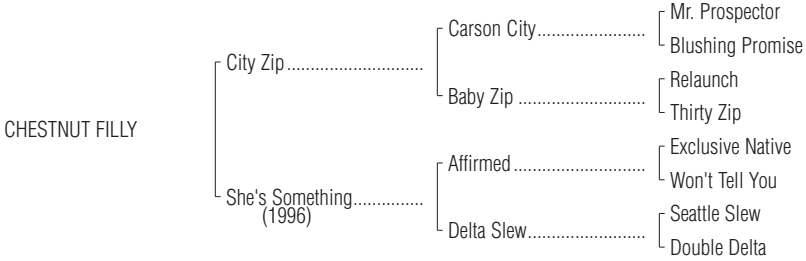 Mr. Prospector
Carson City
Blushing Promise
City Zip
Relaunch
Baby Zip
Thirty Zip
CHESTNUT FILLY
Exclusive Native
Affirmed
Won't Tell You
She's Something
(1996)
Seattle Slew
Delta Slew
Double Delta